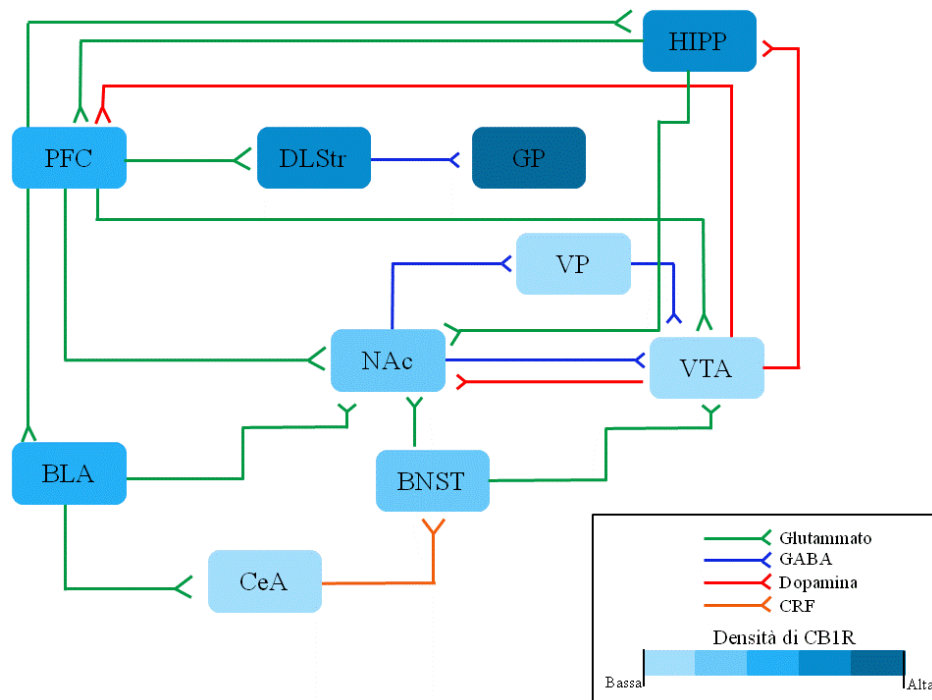 HIPP
PFC
DLStr
GP
VP
NAc
VTA
BLA
BNST
CeA
Glutammato
GABA
Dopamina
CRF
Densità di CB1R
Bassa
Alta